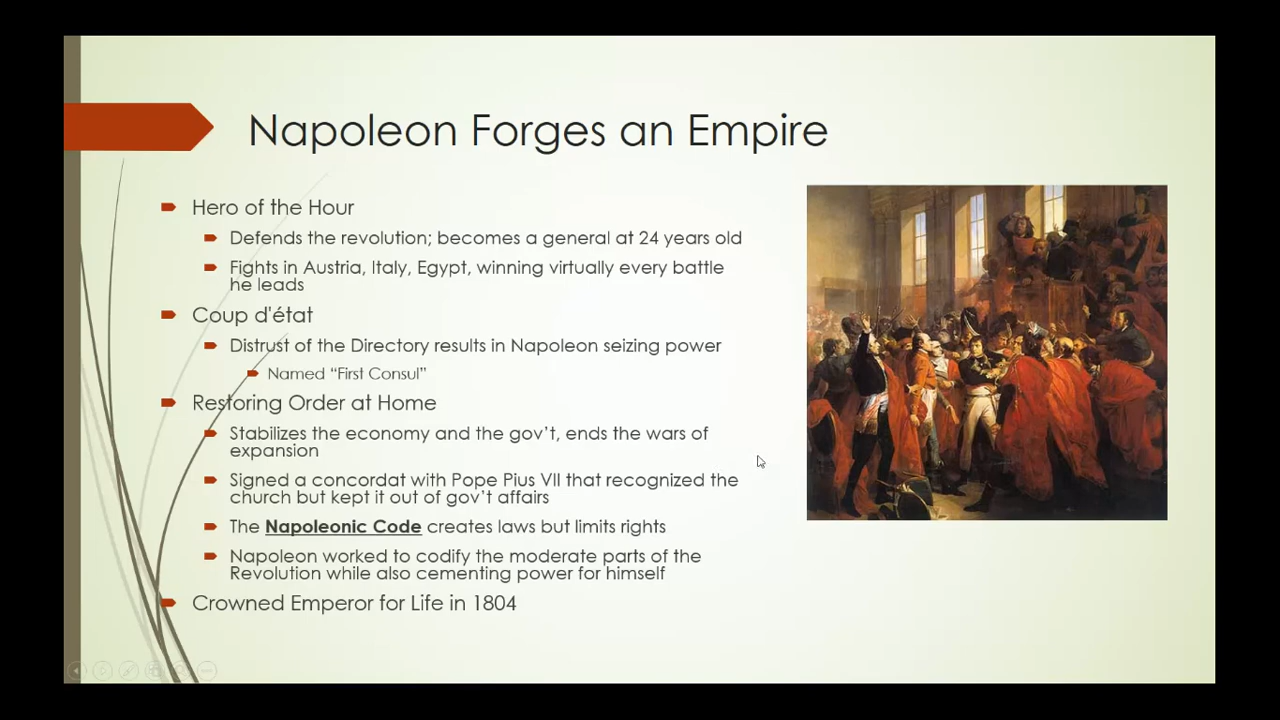 Napoleon Forges an Empire
Hero of the Hour
Defends the revolution; becomes a general at 24 years old
Fights in Austria, Italy, Egypt, winning virtually every battle
he leads
Coup d'état
Distrust of the Directory results in Napoleon seizing power
Named “First Consul”
Restoring Order at Home
Stabilizes the economy and the gov’t, ends the wars of
expansion
Signed a concordat with Pope Pius VII that recognized the
church but kept it out of gov’t affairs
The Napoleonic Code creates laws but limits rights
Napoleon worked to codify the moderate parts of the
Revolution while also cementing power for himself
Crowned Emperor for Life in 1804